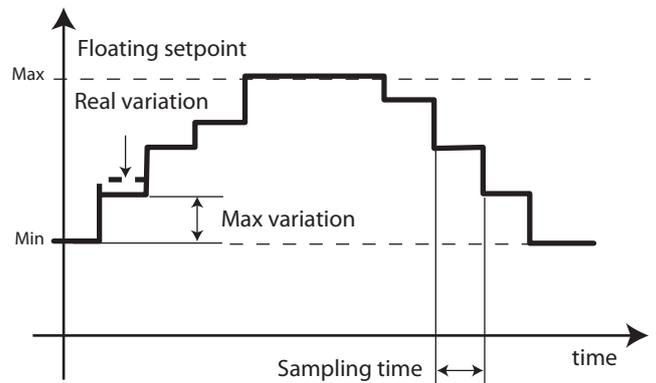 Floating setpoint
Max
Real variation
Max variation
Min
time
Sampling time